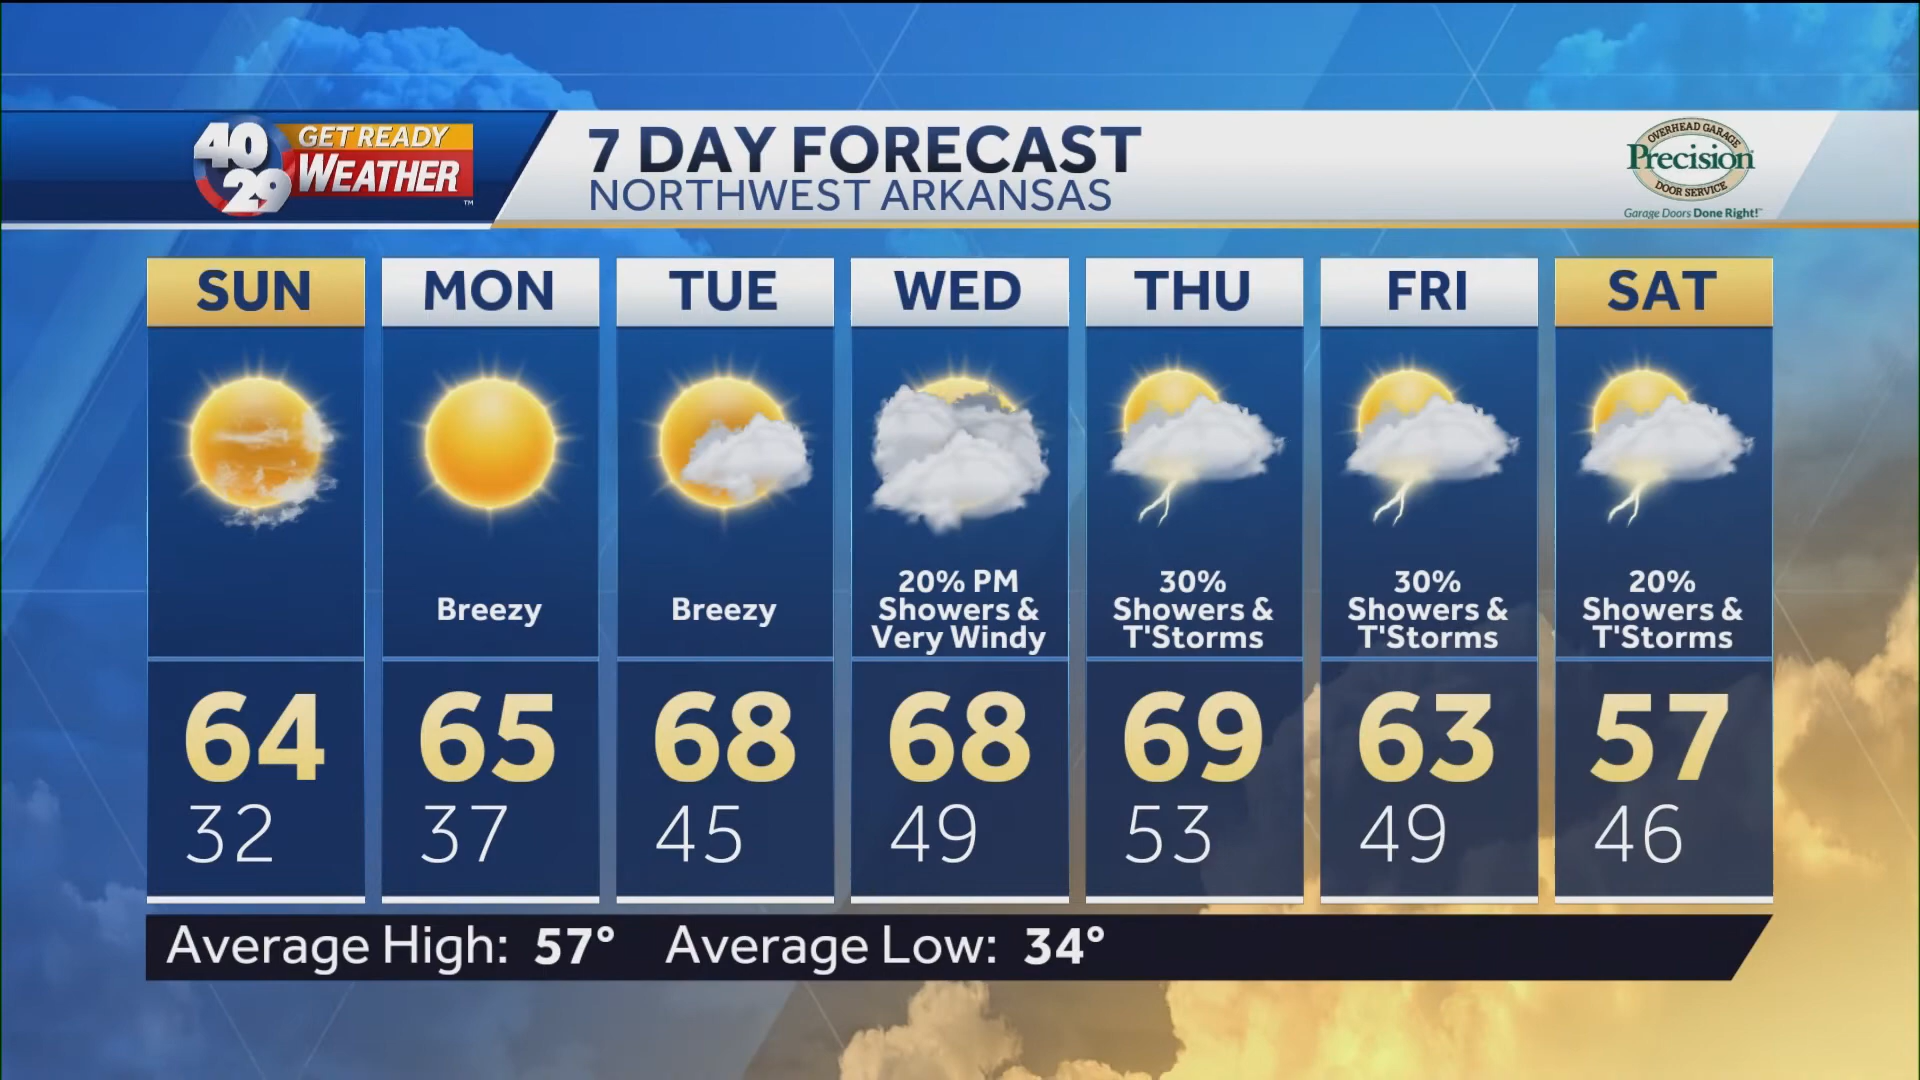 40
29
GET READY
WEATHER
™
7 DAY FORECAST
NORTHWEST ARKANSAS
OVERHEAD GARAGE
Precision
DOOR SERVICE
Garage Doors Done Right!
SUN
64
32
MON
Breezy
65
37
TUE
Breezy
68
45
WED
20% PM
Showers &
Very Windy
68
49
THU
30%
Showers &
T'Storms
69
53
FRI
30%
Showers &
T'Storms
63
49
SAT
20%
Showers &
T'Storms
57
46
Average High: 57° Average Low: 34°